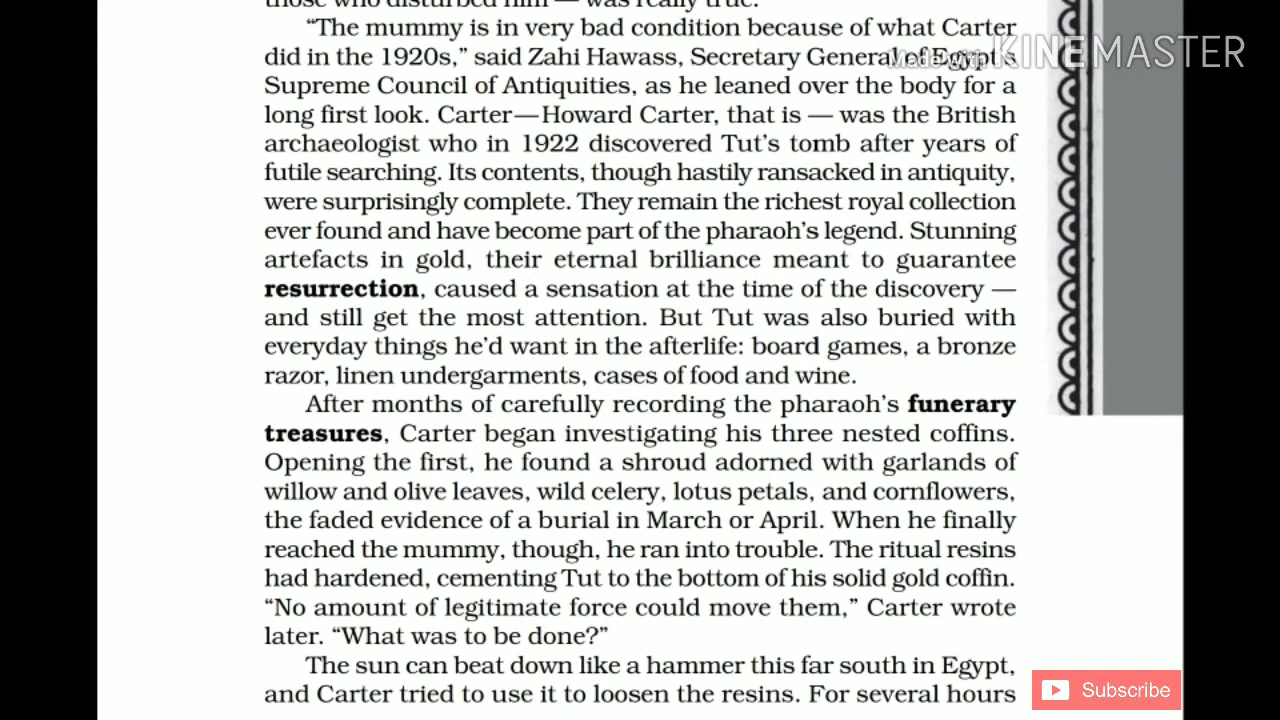 those who disturbed him — was really true.
“The mummy is in very bad condition because of what Carter
did in the 1920s,” said Zahi Hawass, Secretary General of Egypt’s
Supreme Council of Antiquities, as he leaned over the body for a
long first look. Carter—Howard Carter, that is — was the British
archaeologist who in 1922 discovered Tut’s tomb after years of
futile searching. Its contents, though hastily ransacked in antiquity,
were surprisingly complete. They remain the richest royal collection
ever found and have become part of the pharaoh’s legend. Stunning
artefacts in gold, their eternal brilliance meant to guarantee
resurrection, caused a sensation at the time of the discovery —
and still get the most attention. But Tut was also buried with
everyday things he’d want in the afterlife: board games, a bronze
razor, linen undergarments, cases of food and wine.
After months of carefully recording the pharaoh’s funerary
treasures, Carter began investigating his three nested coffins.
Opening the first, he found a shroud adorned with garlands of
willow and olive leaves, wild celery, lotus petals, and cornflowers,
the faded evidence of a burial in March or April. When he finally
reached the mummy, though, he ran into trouble. The ritual resins
had hardened, cementing Tut to the bottom of his solid gold coffin.
“No amount of legitimate force could move them,” Carter wrote
later. “What was to be done?”
The sun can beat down like a hammer this far south in Egypt,
and Carter tried to use it to loosen the resins. For several hours
Made with KINEMASTER
Subscribe